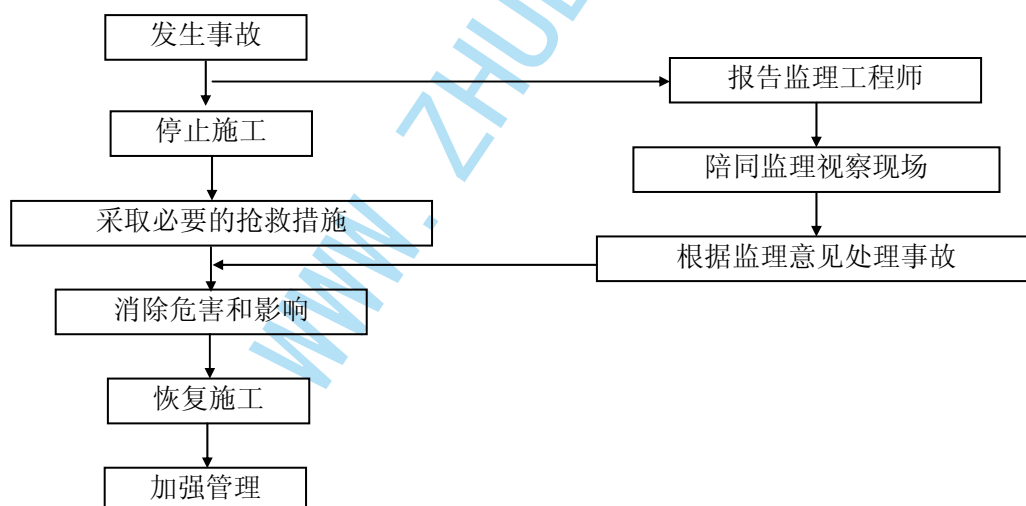 发生事故
报告监理工程师
停止施工
陪同监理视察现场
采取必要的抢救措施
根据监理意见处理事故
消除危害和影响
恢复施工
加强管理
WWW. ZHUL